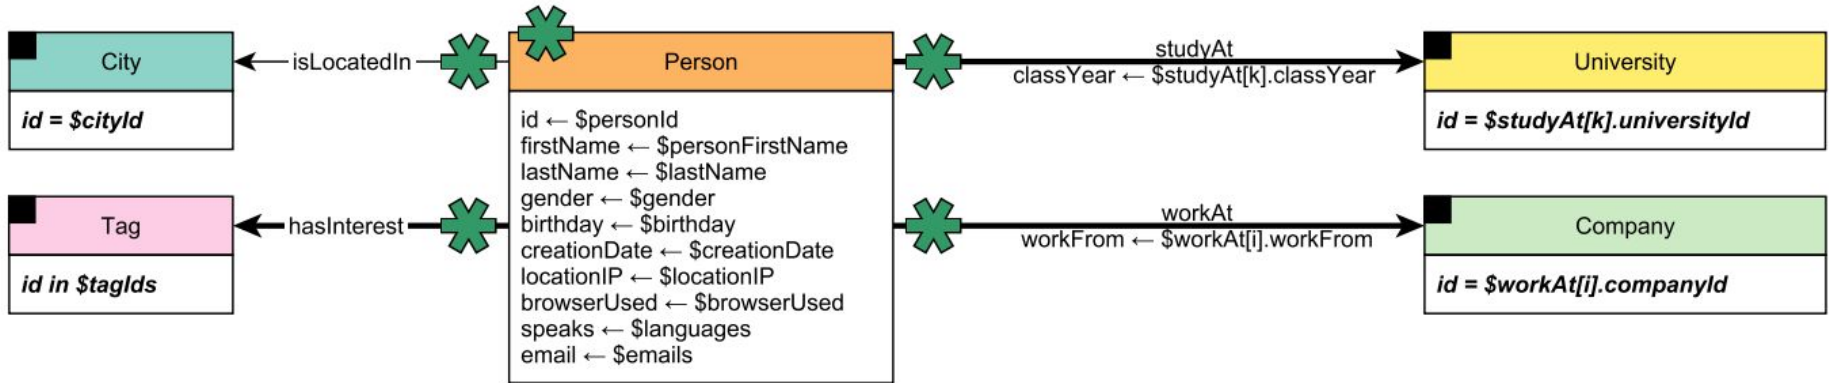 City
id = $cityId
isLocatedIn
Tag
id in $tagIds
hasInterest
Person
id ← $personId
firstName ← $personFirstName
lastName ← $lastName
gender ← $gender
birthday ← $birthday
creationDate ← $creationDate
locationIP ← $locationIP
browserUsed ← $browserUsed
speaks ← $languages
email ← $emails
studyAt
classYear ← $studyAt[k].classYear
University
id = $studyAt[k].universityId
workAt
workFrom ← $workAt[i].workFrom
Company
id = $workAt[i].companyId